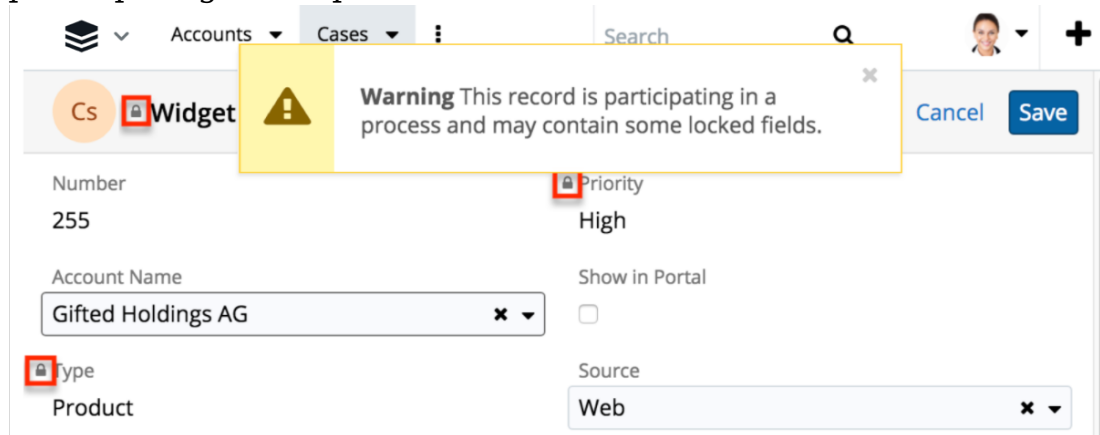 Accounts Cases Search
Warning This record is participating in a
process and may contain some locked fields.
Cs Widget Cancel Save
Number Priority
255 High
Account Name Show in Portal
Gifted Holdings AG
Type Source
Product Web